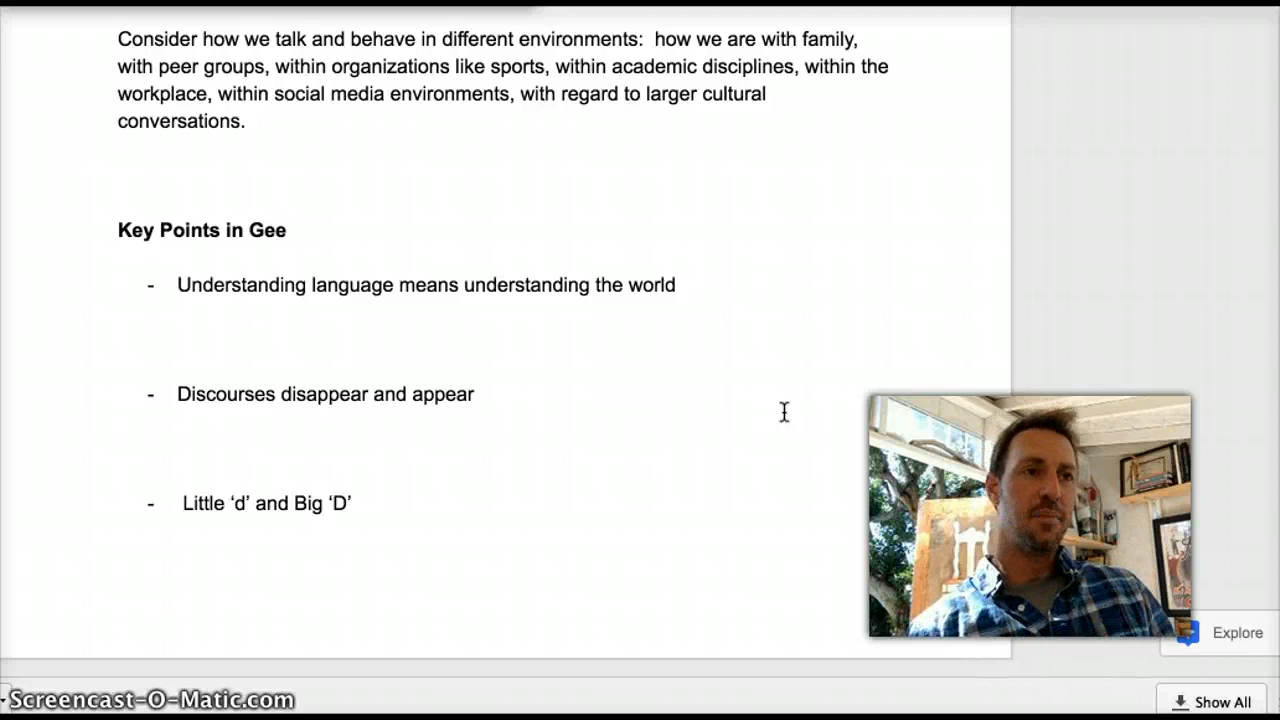 Consider how we talk and behave in different environments:  how we are with family,
with peer groups, within organizations like sports, within academic disciplines, within the
workplace, within social media environments, with regard to larger cultural
conversations.
Key Points in Gee
- Understanding language means understanding the world
- Discourses disappear and appear
- Little ‘d’ and Big ‘D’
Explore
Screencast-O-Matic.com
Show All